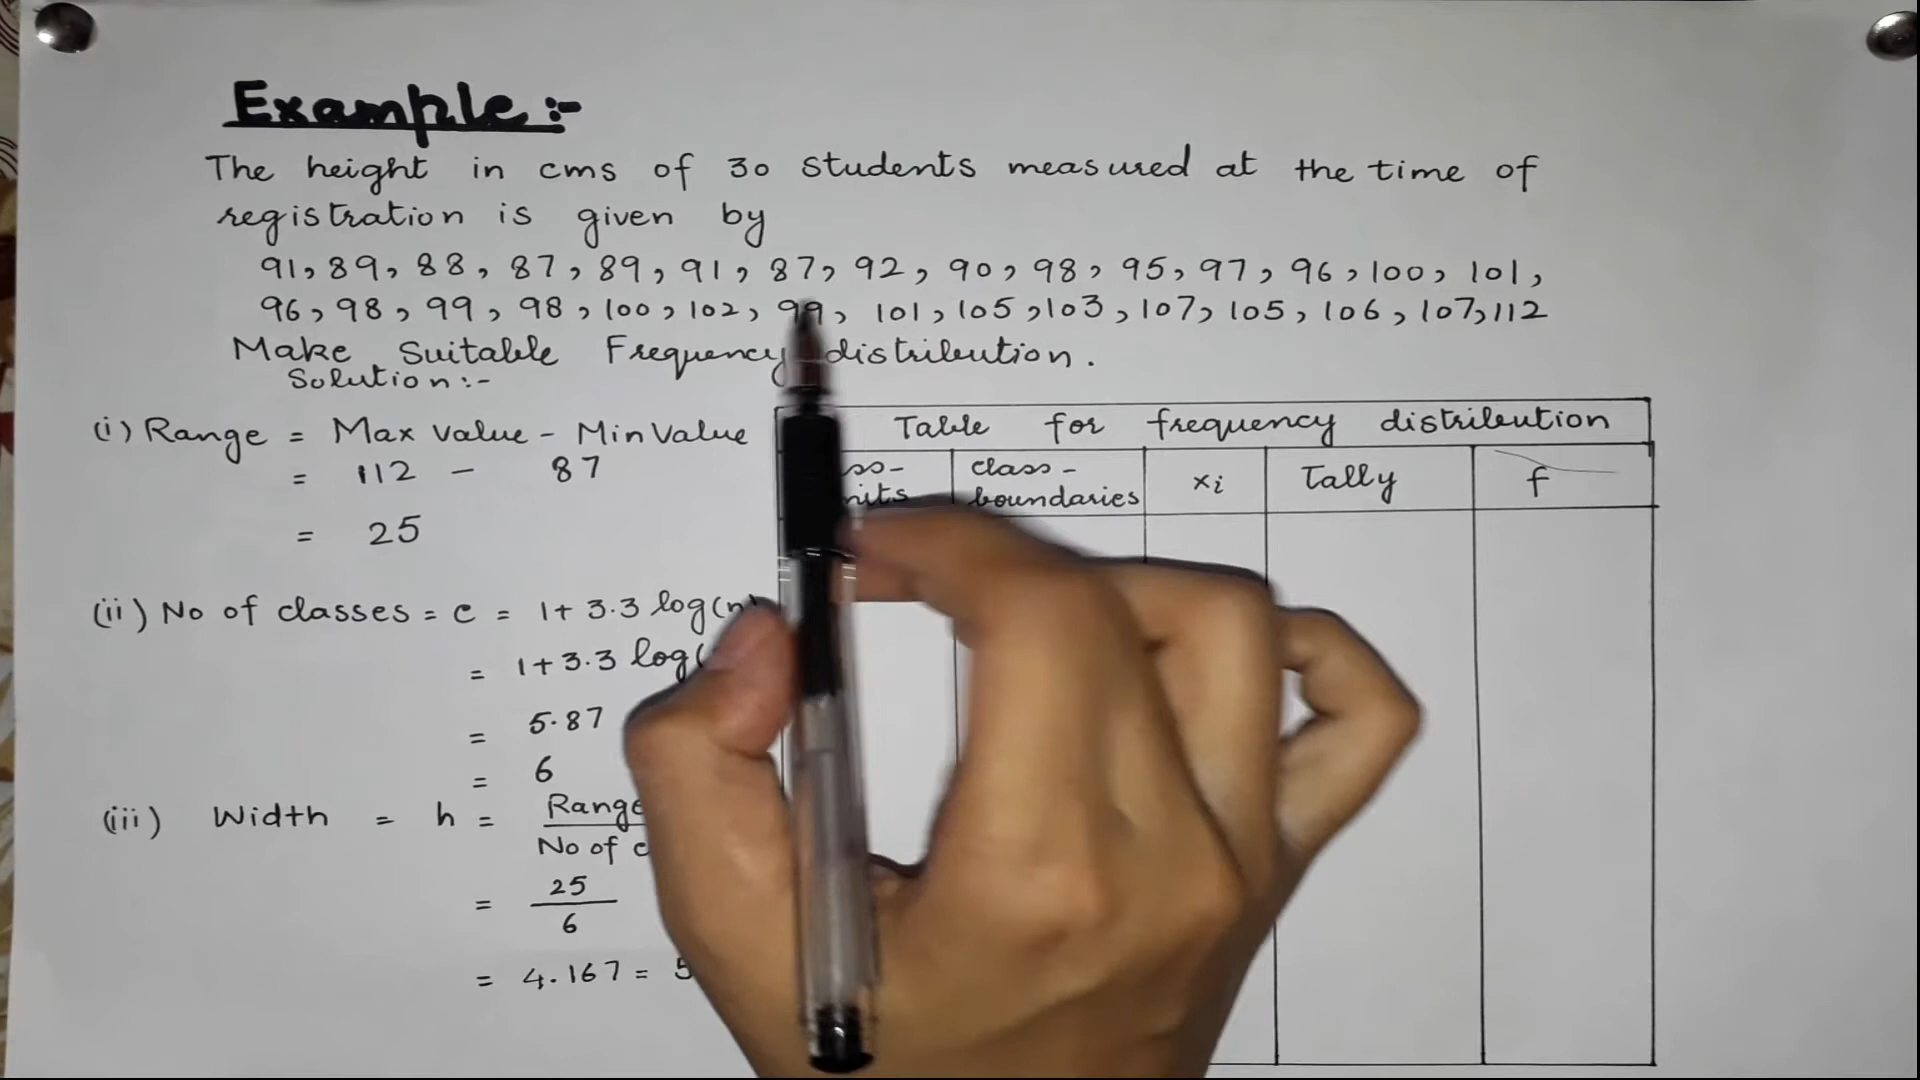 Example:-
The height in cms of 30 students measured at the time of
registration is given by
91, 89, 88, 87, 89, 91, 87, 92, 90, 98, 95, 97, 96, 100, 101,
96, 98, 99, 98, 100, 102, 99, 101, 105, 103, 107, 105, 106, 107, 112
Make Suitable Frequency distribution.
Solution:-
(i) Range = Max Value - Min Value
= 112 - 87
= 25
(ii) No of classes = c = 1+ 3.3 log(n)
= 1+3.3 log(
= 5.87
= 6
(iii) Width = h = Range
No of c
= 25
6
= 4.167 = 5
Table for frequency distribution
class-boundaries
xi
Tally
f